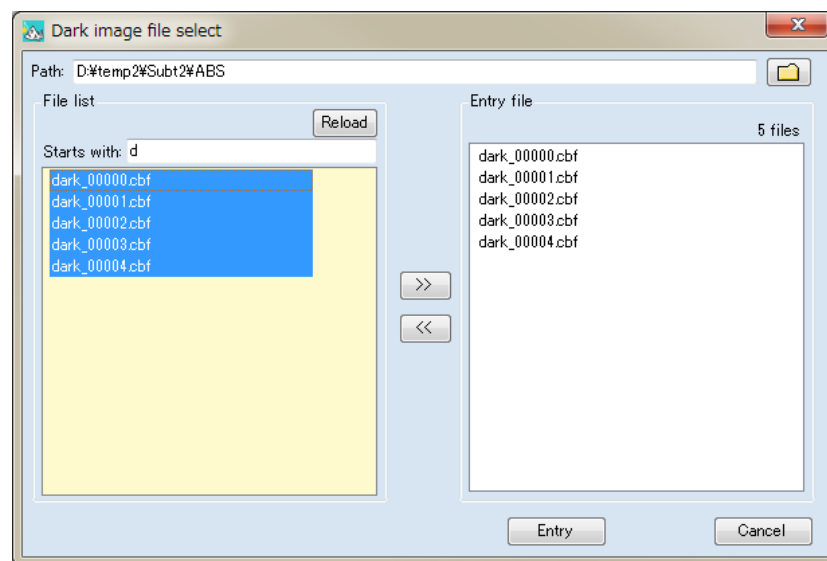 Dark image file select
Path: D:¥temp2¥Subt2¥ABS
File list
Reload
Starts with: d
dark_00000.cbf
dark_00001.cbf
dark_00002.cbf
dark_00003.cbf
dark_00004.cbf
>>
<<
Entry file
5 files
dark_00000.cbf
dark_00001.cbf
dark_00002.cbf
dark_00003.cbf
dark_00004.cbf
Entry
Cancel